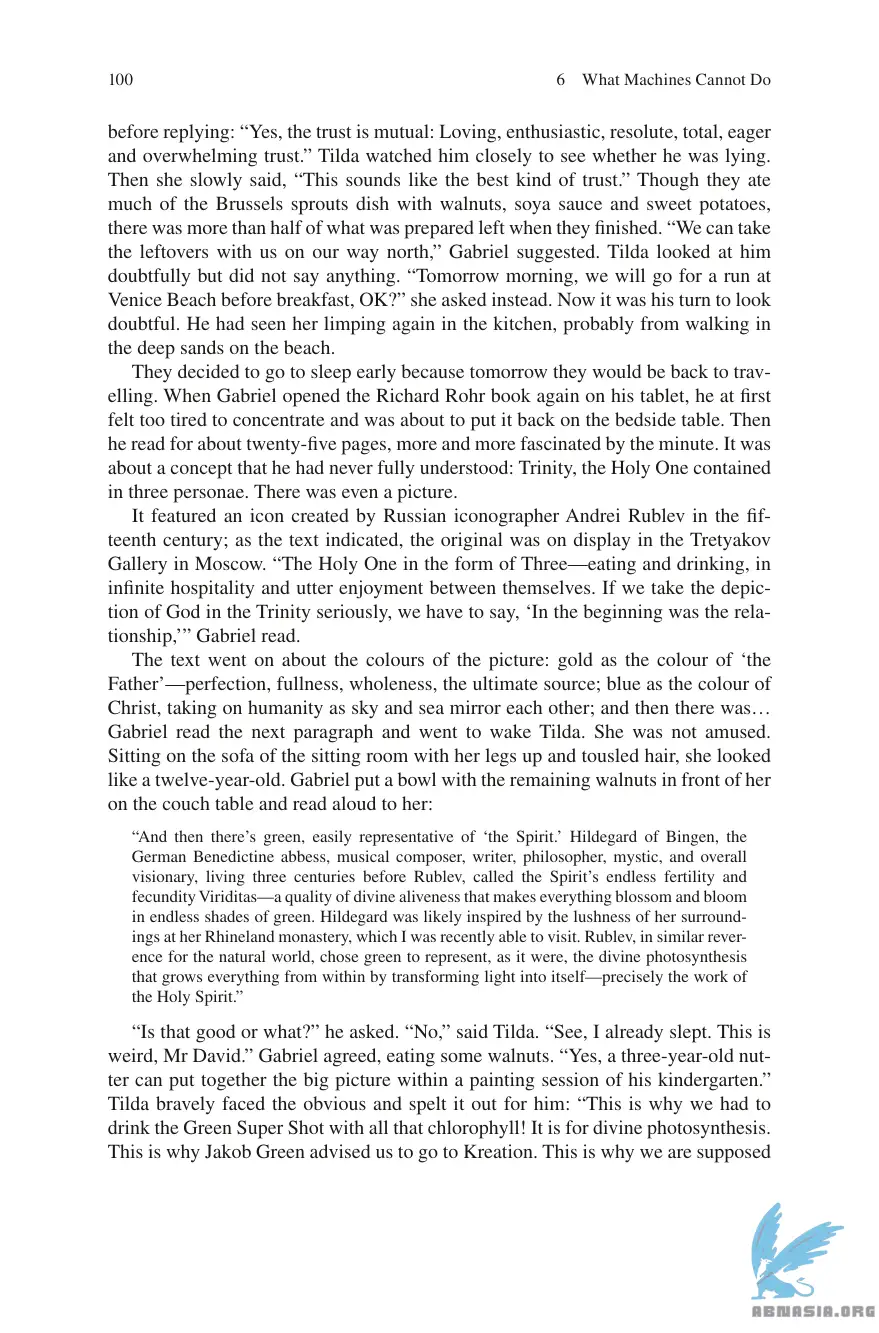 100
6 What Machines Cannot Do
before replying: “Yes, the trust is mutual: Loving, enthusiastic, resolute, total, eager
and overwhelming trust.” Tilda watched him closely to see whether he was lying.
Then she slowly said, “This sounds like the best kind of trust.” Though they ate
much of the Brussels sprouts dish with walnuts, soya sauce and sweet potatoes,
there was more than half of what was prepared left when they finished. “We can take
the leftovers with us on our way north,” Gabriel suggested. Tilda looked at him
doubtfully but did not say anything. “Tomorrow morning, we will go for a run at
Venice Beach before breakfast, OK?” she asked instead. Now it was his turn to look
doubtful. He had seen her limping again in the kitchen, probably from walking in
the deep sands on the beach.
They decided to go to sleep early because tomorrow they would be back to trav-
elling. When Gabriel opened the Richard Rohr book again on his tablet, he at first
felt too tired to concentrate and was about to put it back on the bedside table. Then
he read for about twenty-five pages, more and more fascinated by the minute. It was
about a concept that he had never fully understood: Trinity, the Holy One contained
in three personae. There was even a picture.
It featured an icon created by Russian iconographer Andrei Rublev in the fif-
teenth century; as the text indicated, the original was on display in the Tretyakov
Gallery in Moscow. “The Holy One in the form of Three—eating and drinking, in
infinite hospitality and utter enjoyment between themselves. If we take the depic-
tion of God in the Trinity seriously, we have to say, ‘In the beginning was the rela-
tionship,’” Gabriel read.
The text went on about the colours of the picture: gold as the colour of ‘the
Father’—perfection, fullness, wholeness, the ultimate source; blue as the colour of
Christ, taking on humanity as sky and sea mirror each other; and then there was…
Gabriel read the next paragraph and went to wake Tilda. She was not amused.
Sitting on the sofa of the sitting room with her legs up and tousled hair, she looked
like a twelve-year-old. Gabriel put a bowl with the remaining walnuts in front of her
on the couch table and read aloud to her:
“And then there’s green, easily representative of ‘the Spirit.’ Hildegard of Bingen, the
German Benedictine abbess, musical composer, writer, philosopher, mystic, and overall
visionary, living three centuries before Rublev, called the Spirit’s endless fertility and
fecundity Viriditas—a quality of divine aliveness that makes everything blossom and bloom
in endless shades of green. Hildegard was likely inspired by the lushness of her surround-
ings at her Rhineland monastery, which I was recently able to visit. Rublev, in similar rever-
ence for the natural world, chose green to represent, as it were, the divine photosynthesis
that grows everything from within by transforming light into itself—precisely the work of
the Holy Spirit.”
“Is that good or what?” he asked. “No,” said Tilda. “See, I already slept. This is
weird, Mr David.” Gabriel agreed, eating some walnuts. “Yes, a three-year-old nut-
ter can put together the big picture within a painting session of his kindergarten.”
Tilda bravely faced the obvious and spelt it out for him: “This is why we had to
drink the Green Super Shot with all that chlorophyll! It is for divine photosynthesis.
This is why Jakob Green advised us to go to Kreation. This is why we are supposed
ABNASIA.ORG